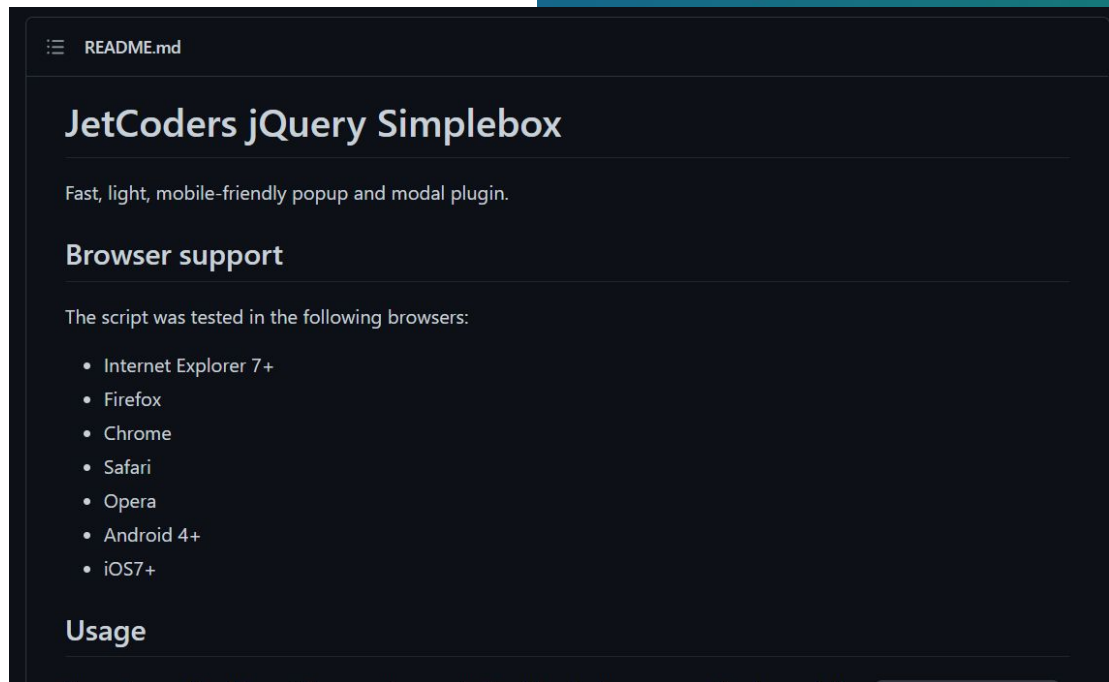 README.md
JetCoders jQuery Simplebox
Fast, light, mobile-friendly popup and modal plugin.
Browser support
The script was tested in the following browsers:
Internet Explorer 7+
Firefox
Chrome
Safari
Opera
Android 4+
iOS7+
Usage